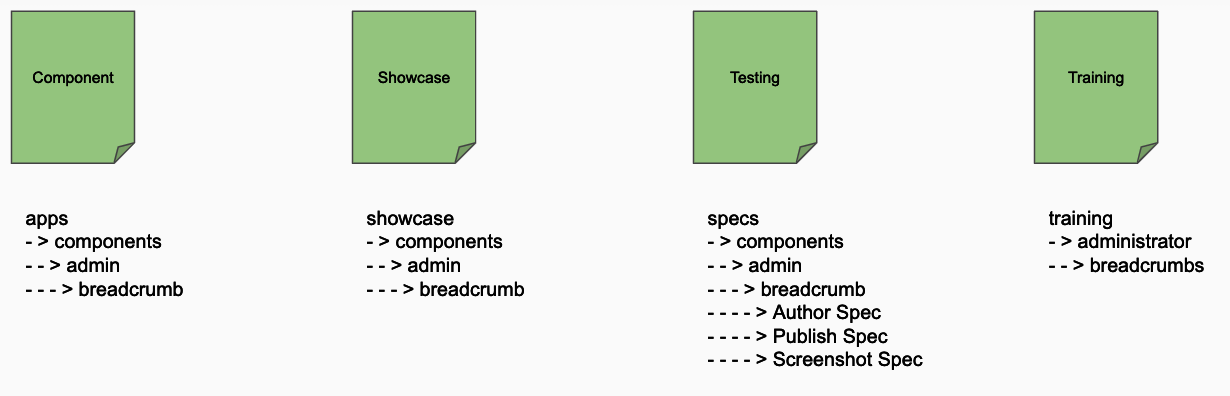 Component
Showcase
Testing
Training
apps
- > components
- - > admin
- - - > breadcrumb
showcase
- > components
- - > admin
- - - > breadcrumb
specs
- > components
- - > admin
- - - > breadcrumb
- - - - > Author Spec
- - - - > Publish Spec
- - - - > Screenshot Spec
training
- > administrator
- - > breadcrumbs